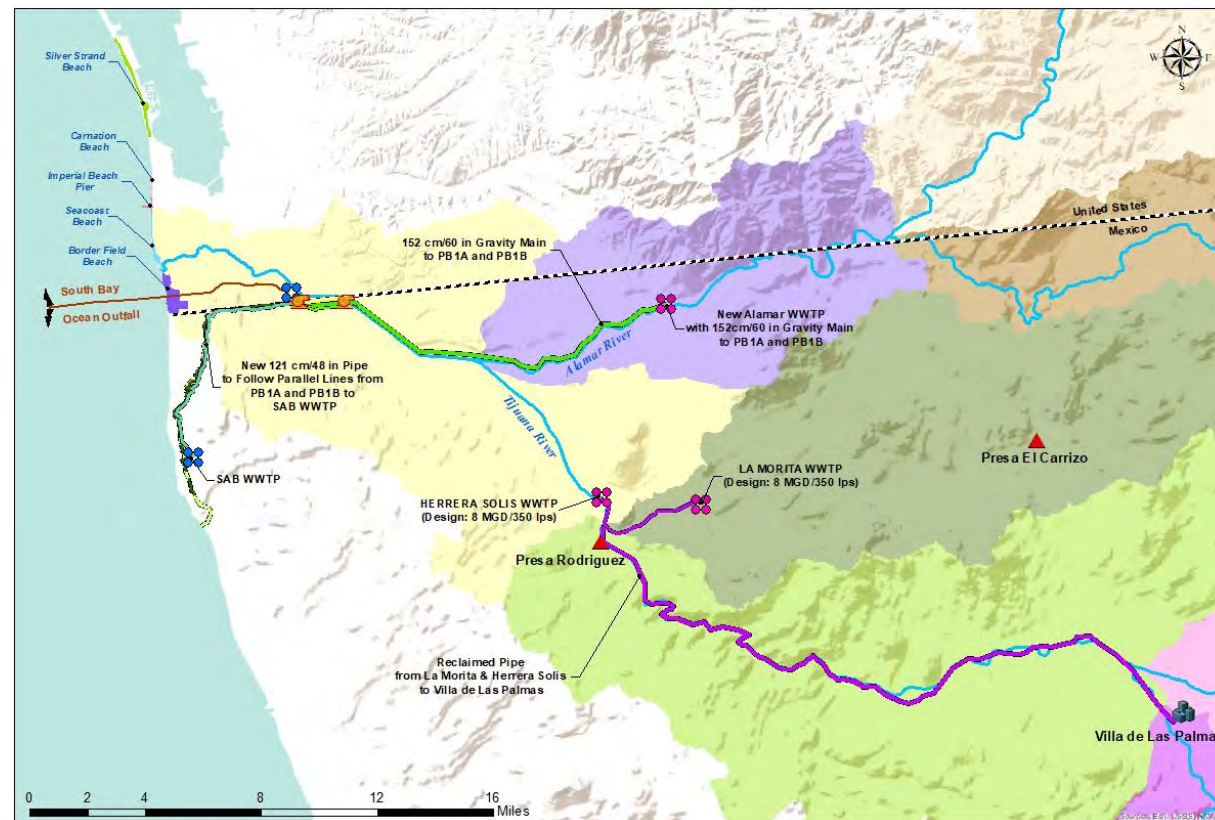 Silver Strand
Beach
Carnation
Beach
Imperial Beach
Pier
Seacoast
Beach
Border Field
Beach
N
W
E
S
United States
Mexico
152 cm/60 in Gravity Main
to PB1A and PB1B
South Bay
Ocean Outfall
New Alamar WWTP
with 152cm/60 in Gravity Main
to PB1A and PB1B
Alamar River
New 121 cm/48 in Pipe
to Follow Parallel Lines from
PB1A and PB1B to
SAB WWTP
Tijuana River
SAB WWTP
Presa El Carrizo
LA MORITA WWTP
(Design: 8 MGD/350 lps)
HERRERA SOLIS WWTP
(Design: 8 MGD/350 lps)
Presa Rodriguez
Reclaimed Pipe
from La Morita & Herrera Solis
to Villa de Las Palmas
Villa de Las Palma
0 2 4 8 12 16
Miles